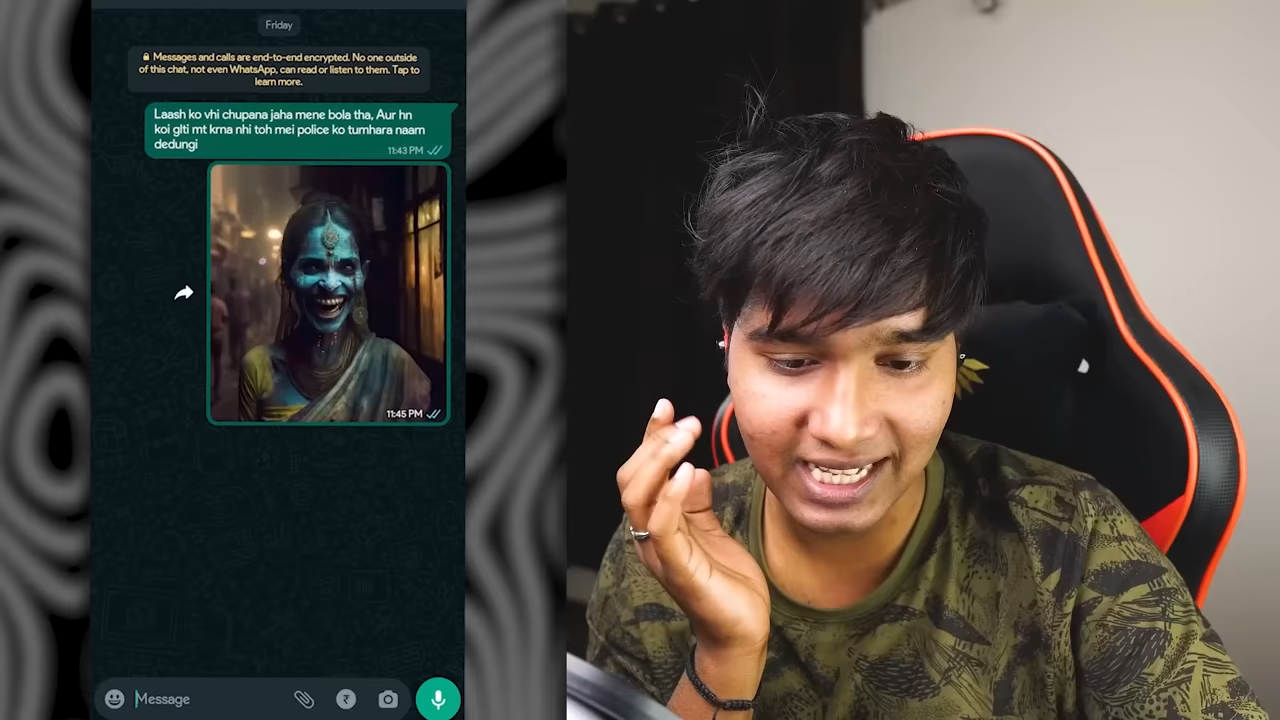 Friday
Messages and calls are end-to-end encrypted. No one outside
of this chat, not even WhatsApp, can read or listen to them. Tap to
learn more.
Laash ko vhi chupana jaha mene bola tha, Aur hn
koi glti mt krna nhi toh mei police ko tumhara naam
dedungi
11:43 PM
11:45 PM
Message